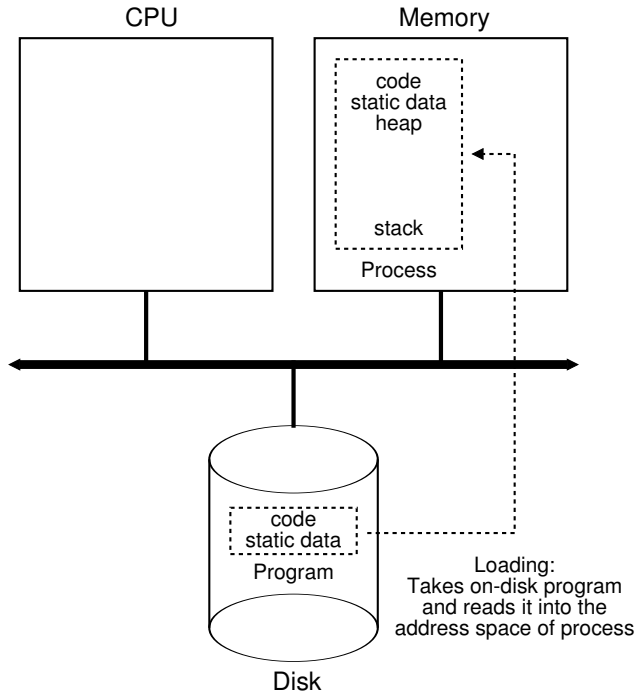 CPU
Memory
code
static data
heap
stack
Process
code
static data
Program
Loading:
Takes on-disk program
and reads it into the
address space of process
Disk